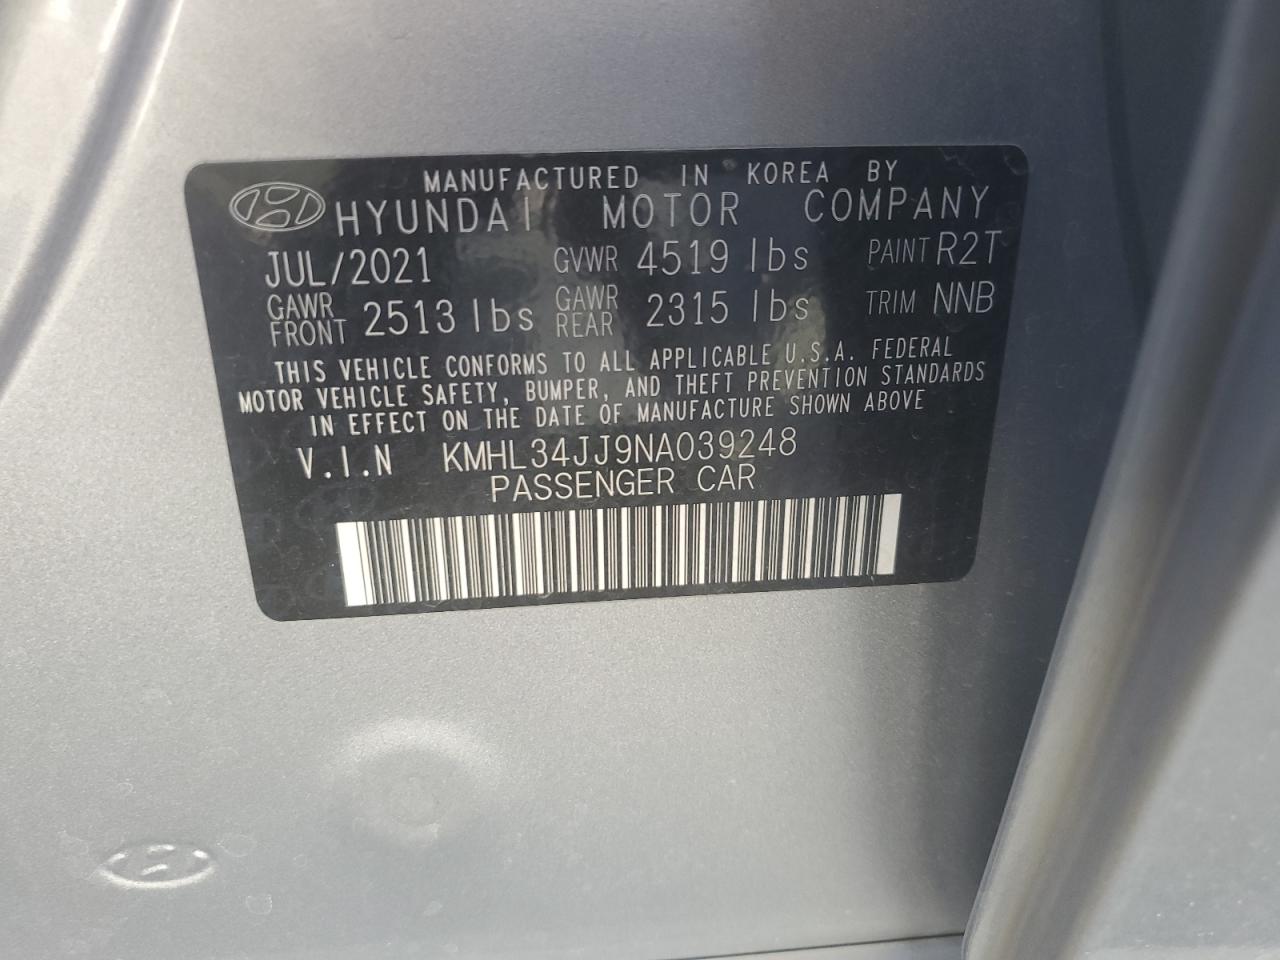 MANUFACTURED IN KOREA BY
HYUNDAI MOTOR COMPANY
JUL/2021 GVWR 4519 lbs PAINT R2T
GAWR FRONT 2513 lbs GAWR REAR 2315 lbs TRIM NNB
THIS VEHICLE CONFORMS TO ALL APPLICABLE U.S.A. FEDERAL
MOTOR VEHICLE SAFETY, BUMPER, AND THEFT PREVENTION STANDARDS
IN EFFECT ON THE DATE OF MANUFACTURE SHOWN ABOVE
V.I.N KMHL34JJ9NA039248
PASSENGER CAR